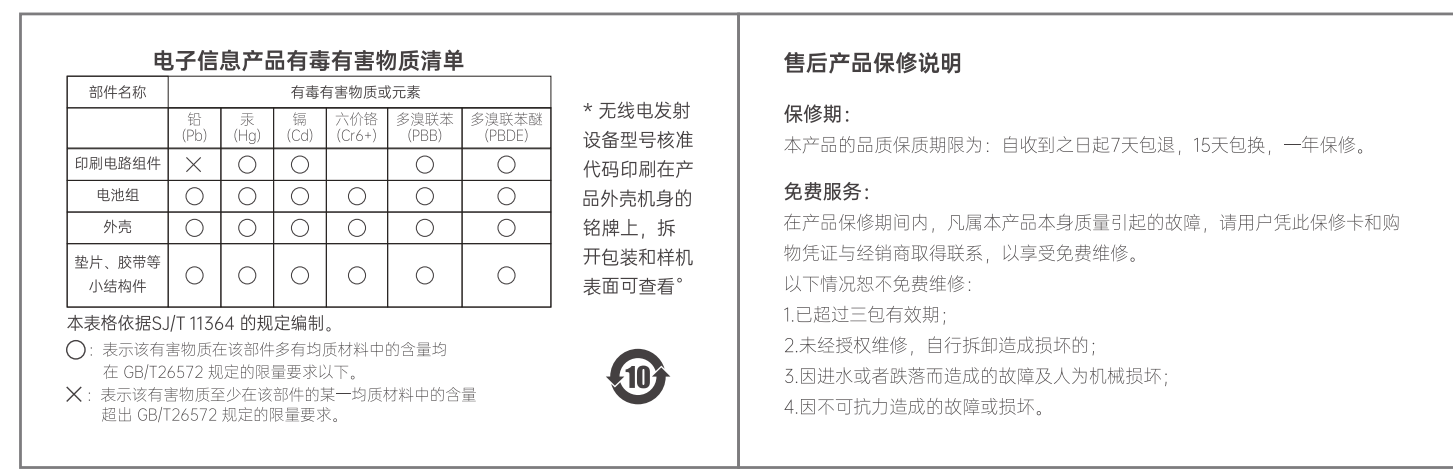 电子信息产品有毒有害物质清单
部件名称 有毒有害物质或元素
铅 汞 镉 六价铬 多溴联苯 多溴联苯醚
(Pb) (Hg) (Cd) (Cr6+) (PBB) (PBDE)
印刷电路组件 × ○ ○ ○ ○
电池组 ○ ○ ○ ○ ○ ○
外壳 ○ ○ ○ ○ ○ ○
垫片、胶带等
小结构件 ○ ○ ○ ○ ○ ○
本表格依据SJ/T 11364 的规定编制。
○：表示该有害物质在该部件多有均质材料中的含量均
在 GB/T26572 规定的限量要求以下。
×：表示该有害物质至少在该部件的某一均质材料中的含量
超出 GB/T26572 规定的限量要求。
* 无线电发射
设备型号核准
代码印刷在产
品外壳机身的
铭牌上，拆
开包装和样机
表面可查看°
10
售后产品保修说明
保修期：
本产品的品质保质期限为：自收到之日起7天包退，15天包换，一年保修。
免费服务：
在产品保修期间内，凡属本产品本身质量引起的故障，请用户凭此保修卡和购
物凭证与经销商取得联系，以享受免费维修。
以下情况恕不免费维修：
1.已超过三包有效期；
2.未经授权维修，自行拆卸造成损坏的；
3.因进水或者跌落而造成的故障及人为机械损坏；
4.因不可抗力造成的故障或损坏。